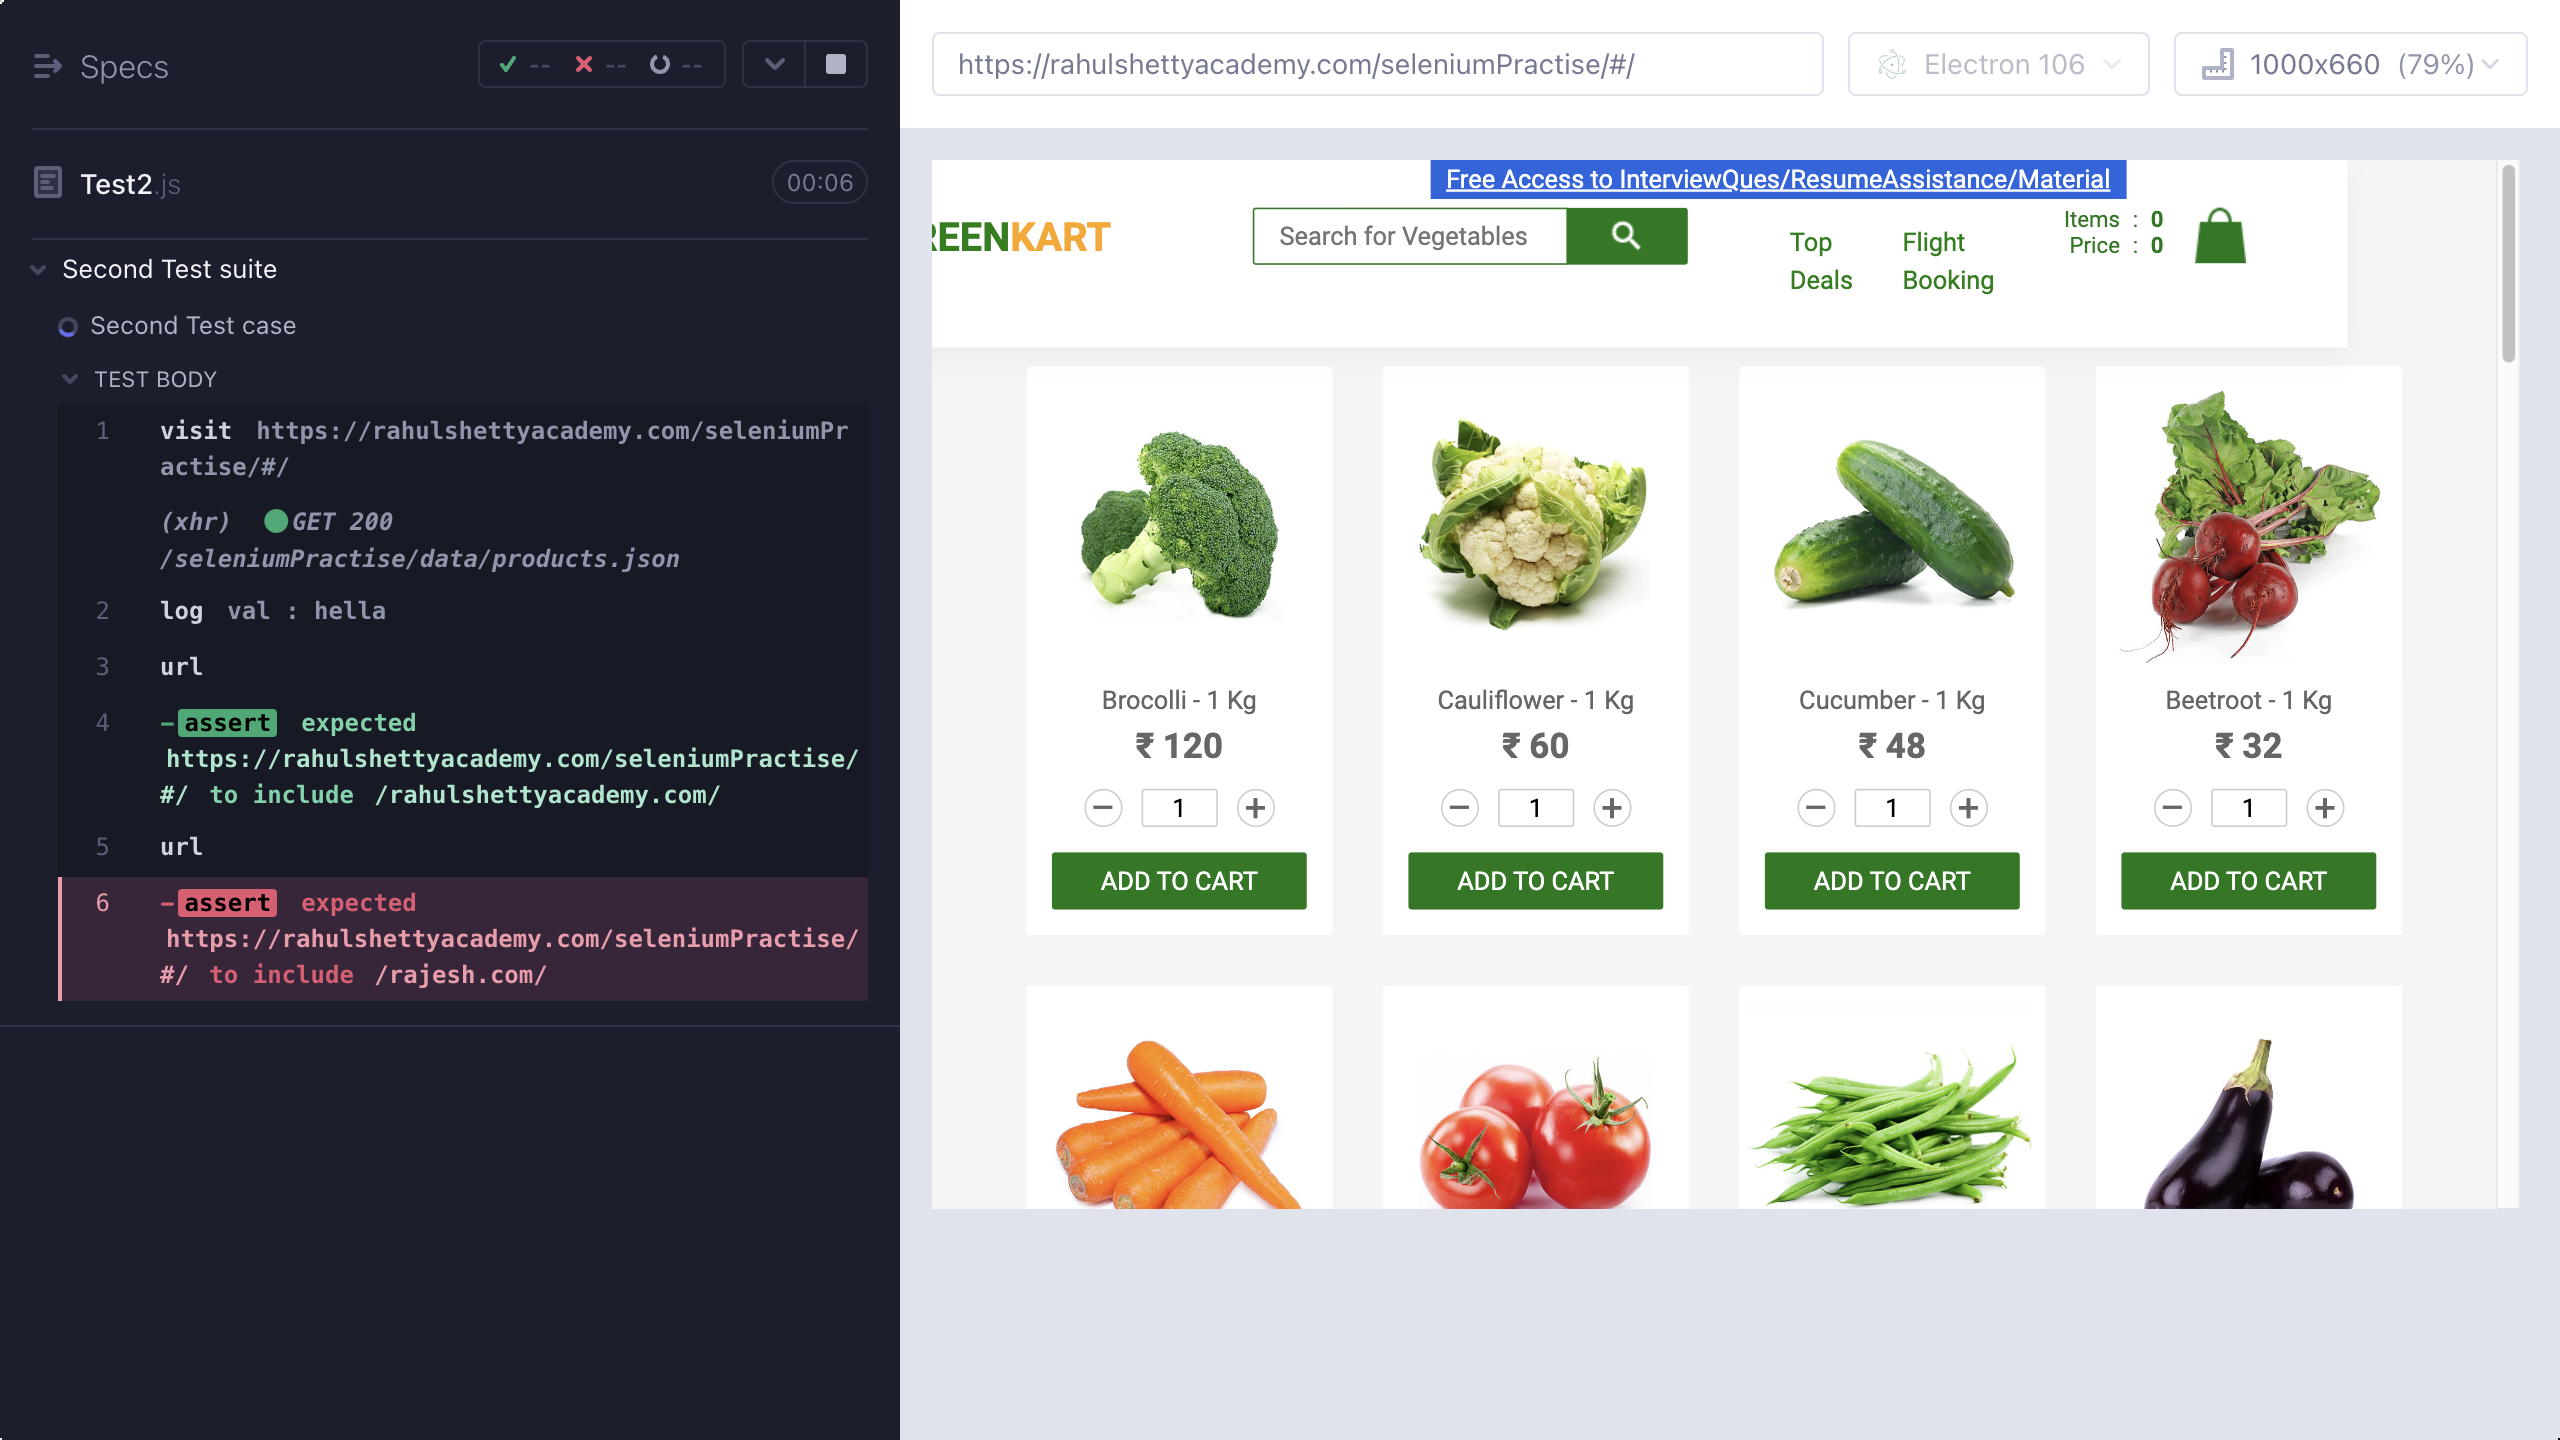 Specs
-- -- --
Test2.js
00:06
Second Test suite
Second Test case
TEST BODY
1 visit https://rahulshettyacademy.com/seleniumPr
actise/#/
(xhr) GET 200
/seleniumPractise/data/products.json
2 log val : hella
3 url
4 -assert expected
https://rahulshettyacademy.com/seleniumPractise/
#/ to include /rahulshettyacademy.com/
5 url
6 -assert expected
https://rahulshettyacademy.com/seleniumPractise/
#/ to include /rajesh.com/
https://rahulshettyacademy.com/seleniumPractise/#/
Electron 106
1000x660 (79%)
Free Access to InterviewQues/ResumeAssistance/Material
REENKART
Search for Vegetables
Top
Deals
Flight
Booking
Items : 0
Price : 0
Brocolli - 1 Kg
₹ 120
1
ADD TO CART
Cauliflower - 1 Kg
₹ 60
1
ADD TO CART
Cucumber - 1 Kg
₹ 48
1
ADD TO CART
Beetroot - 1 Kg
₹ 32
1
ADD TO CART